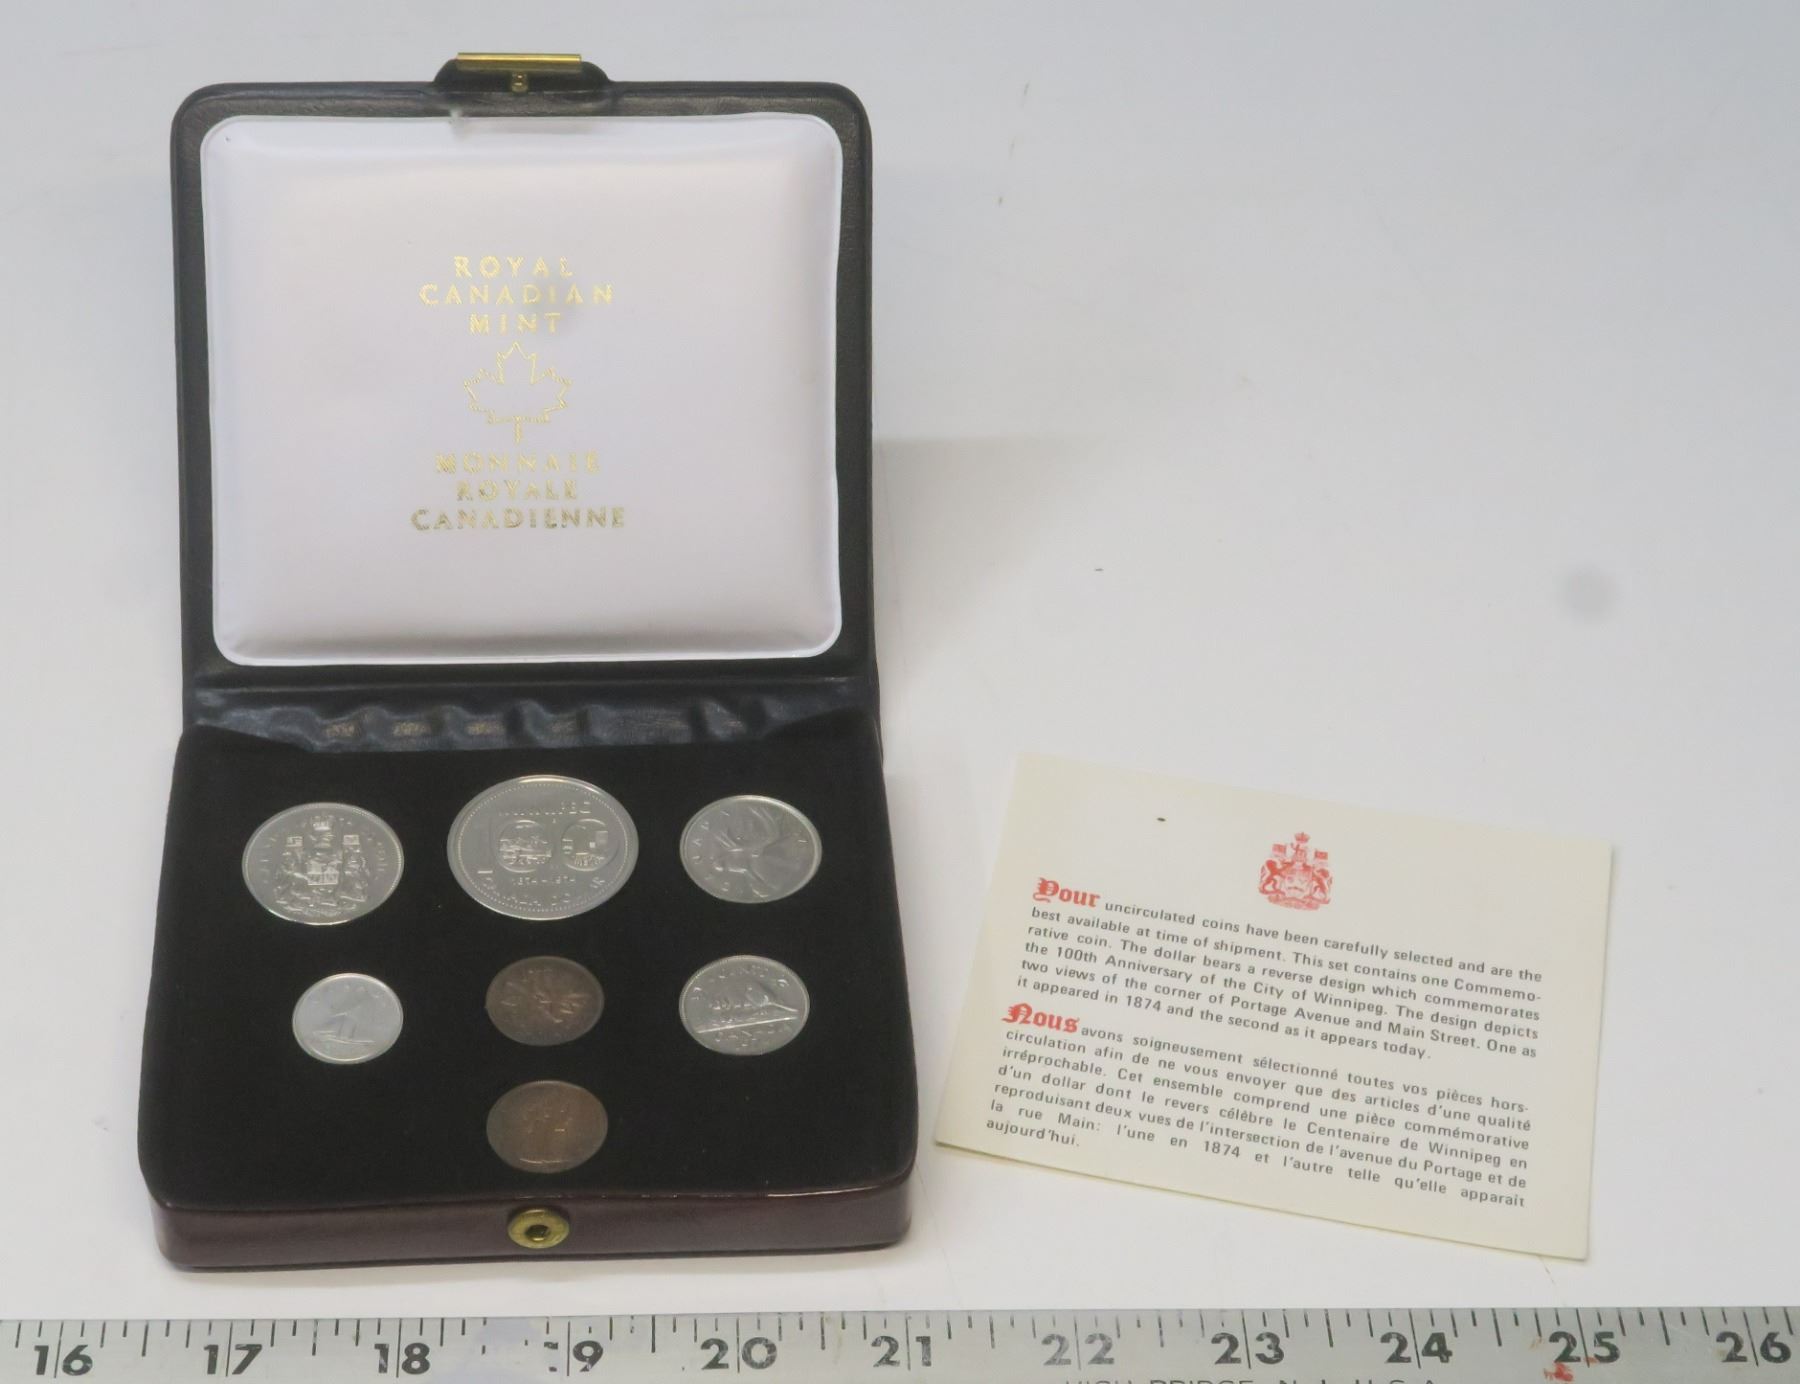 ROYAL
CANADIAN
MINT
MONNAIE
ROYALE
CANADIENNE
WINNIPEG
100
1874-1974
CANADA DOLLAR
Your uncirculated coins have been carefully selected and are the
best available at time of shipment. This set contains one Commemo-
rative coin. The dollar bears a reverse design which commemorates
the 100th Anniversary of the City of Winnipeg. The design depicts
two views of the corner of Portage Avenue and Main Street. One as
it appeared in 1874 and the second as it appears today.
Nous avons soigneusement sélectionné toutes vos pièces hors-
circulation afin de ne vous envoyer que des articles d'une qualité
irréprochable. Cet ensemble comprend une pièce commémorative
d'un dollar dont le revers célèbre le Centenaire de Winnipeg en
reproduisant deux vues de l'intersection de l'avenue du Portage et de
la rue Main: l'une en 1874 et l'autre telle qu'elle apparaît
aujourd'hui.
16 17 18 19 20 21 22 23 24 25 26